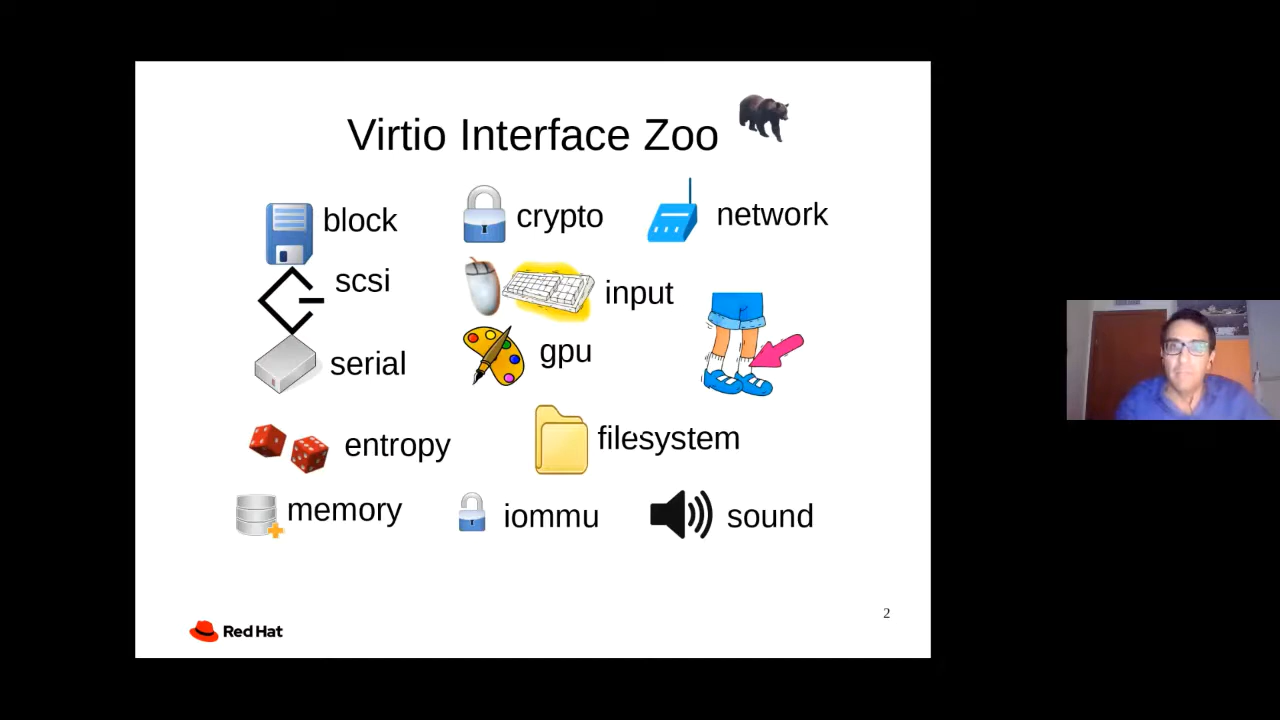 Virtio Interface Zoo
block
crypto
network
scsi
input
serial
gpu
entropy
filesystem
memory
iommu
sound
2
Red Hat